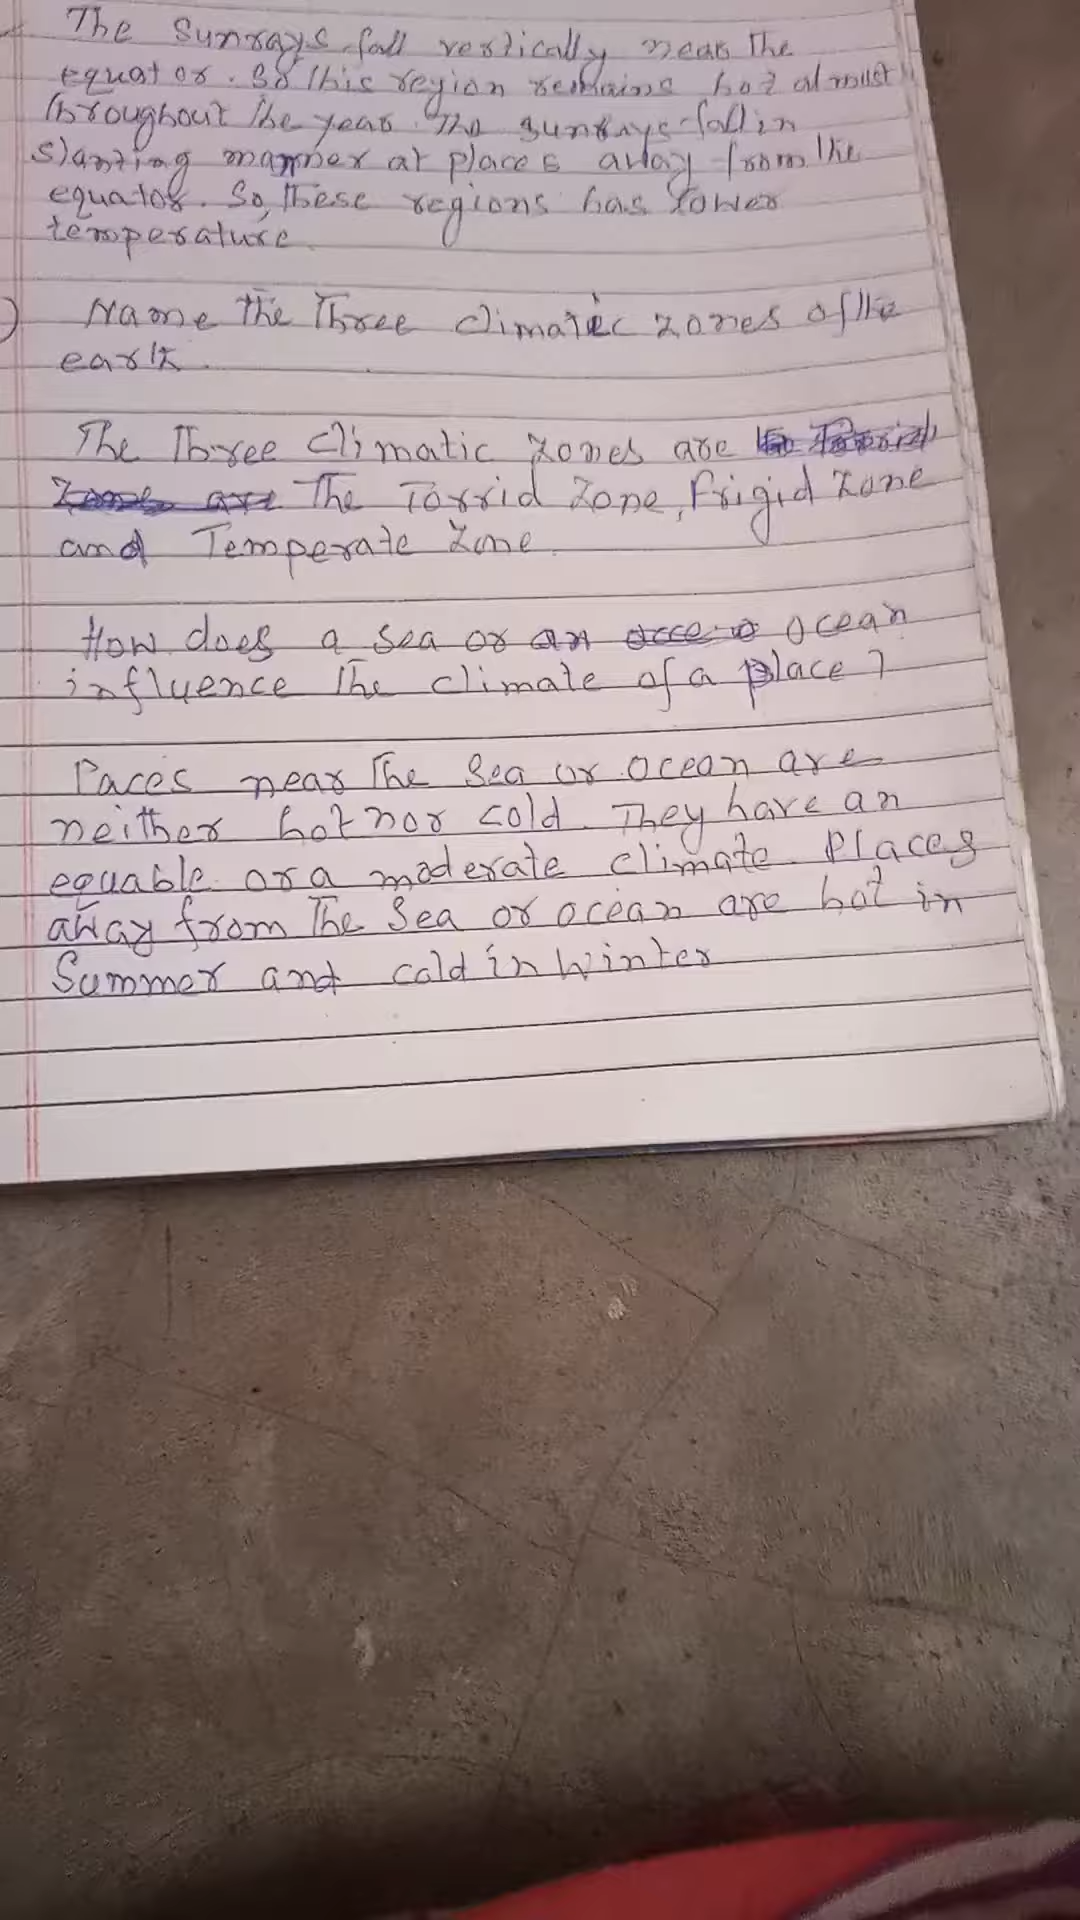 The Sunrays fall vertically near the
equator. So this region remains hot almost
throughout the year. The sunrays fall in
slanting manner at places away from the
equator. So, these regions has lower
temperature.
Name the three climatic zones of the
earth.
The three climatic zones are
The Torrid Zone, Frigid Zone
and Temperate Zone.
How does a sea or ocean
influence the climate of a place?
Paces near the Sea or ocean are
neither hot nor cold. They have an
equable or a moderate climate. Places
away from the Sea or ocean are hot in
Summer and cold in Winter